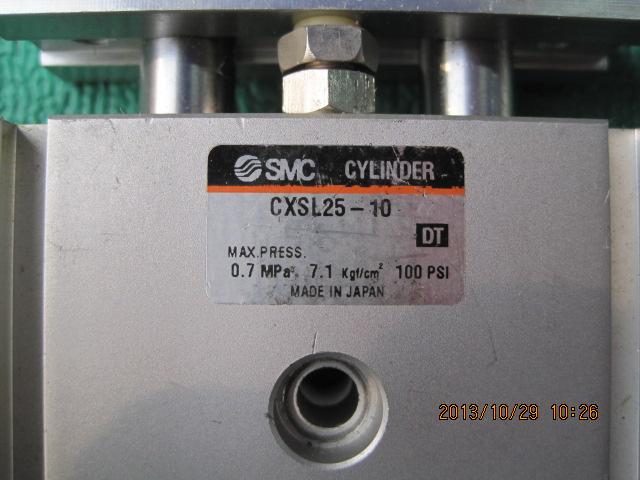 SMC CYLINDER
CXSL25-10
DT
MAX.PRESS.
0.7 MPa 7.1 Kgf/cm² 100 PSI
MADE IN JAPAN
2013/10/29 10:26